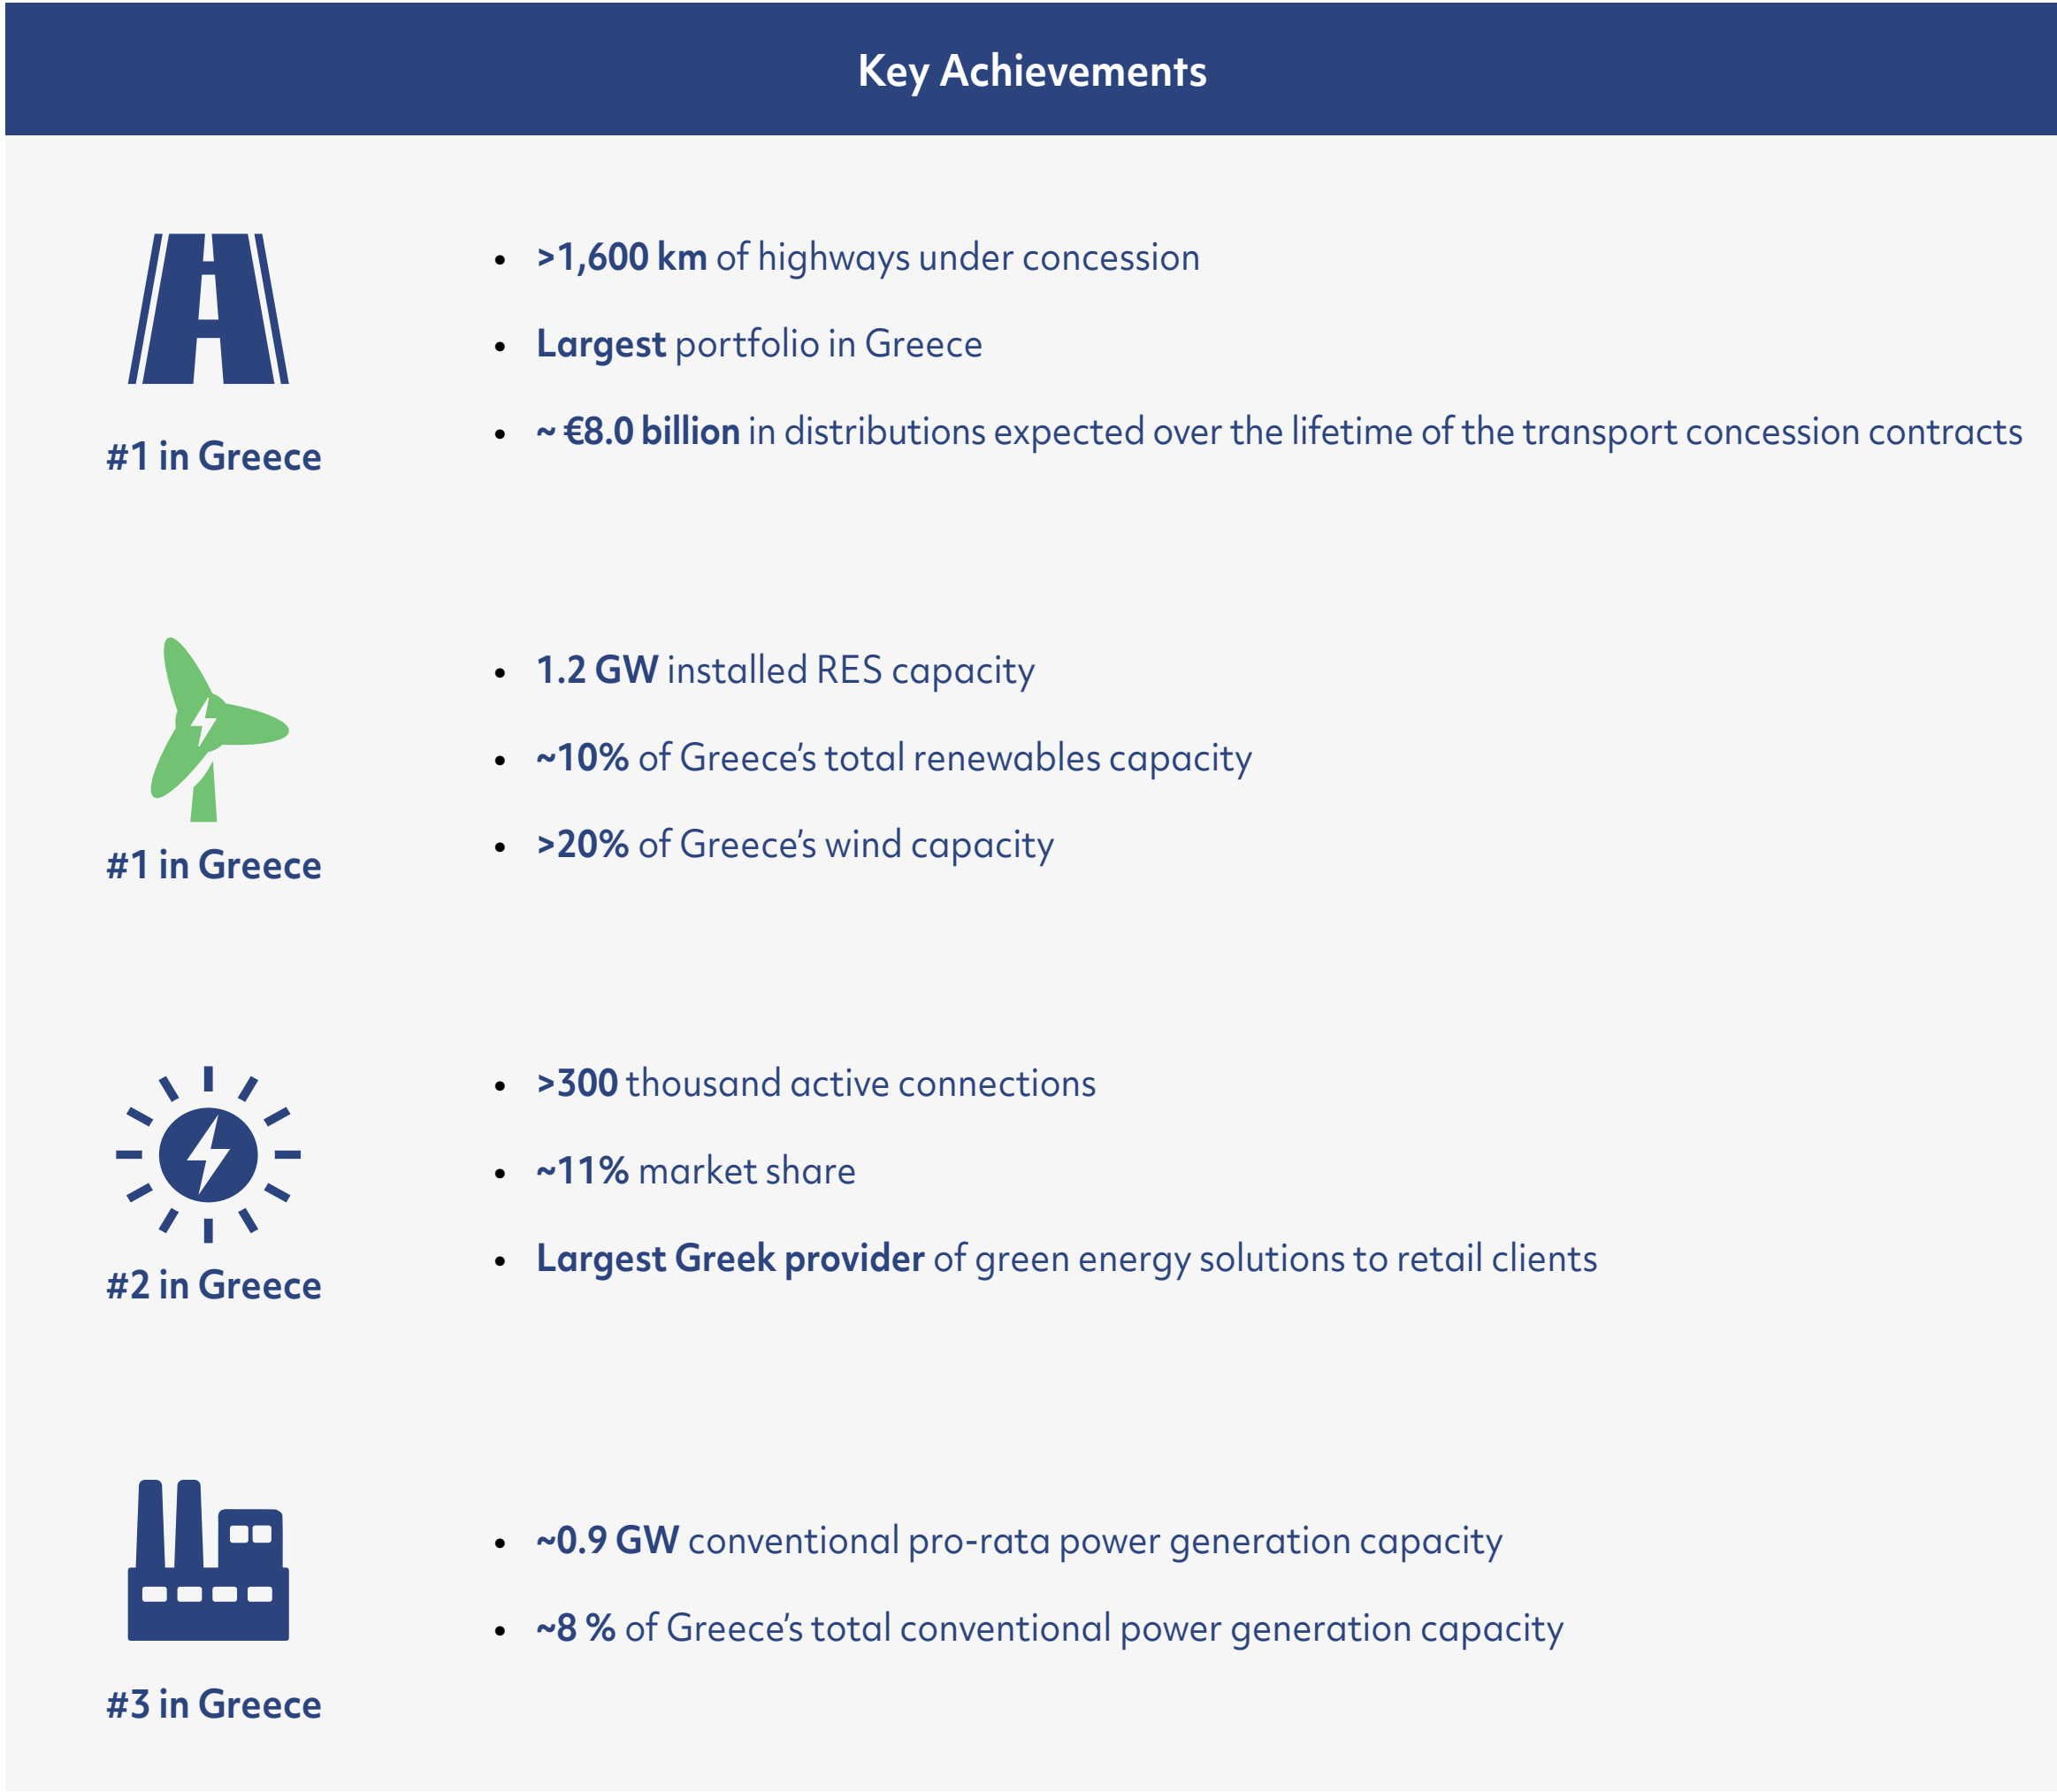 Key Achievements
• >1,600 km of highways under concession
• Largest portfolio in Greece
• ~ €8.0 billion in distributions expected over the lifetime of the transport concession contracts
#1 in Greece
• 1.2 GW installed RES capacity
• ~10% of Greece’s total renewables capacity
• >20% of Greece’s wind capacity
#1 in Greece
• >300 thousand active connections
• ~11% market share
• Largest Greek provider of green energy solutions to retail clients
#2 in Greece
• ~0.9 GW conventional pro-rata power generation capacity
• ~8 % of Greece’s total conventional power generation capacity
#3 in Greece